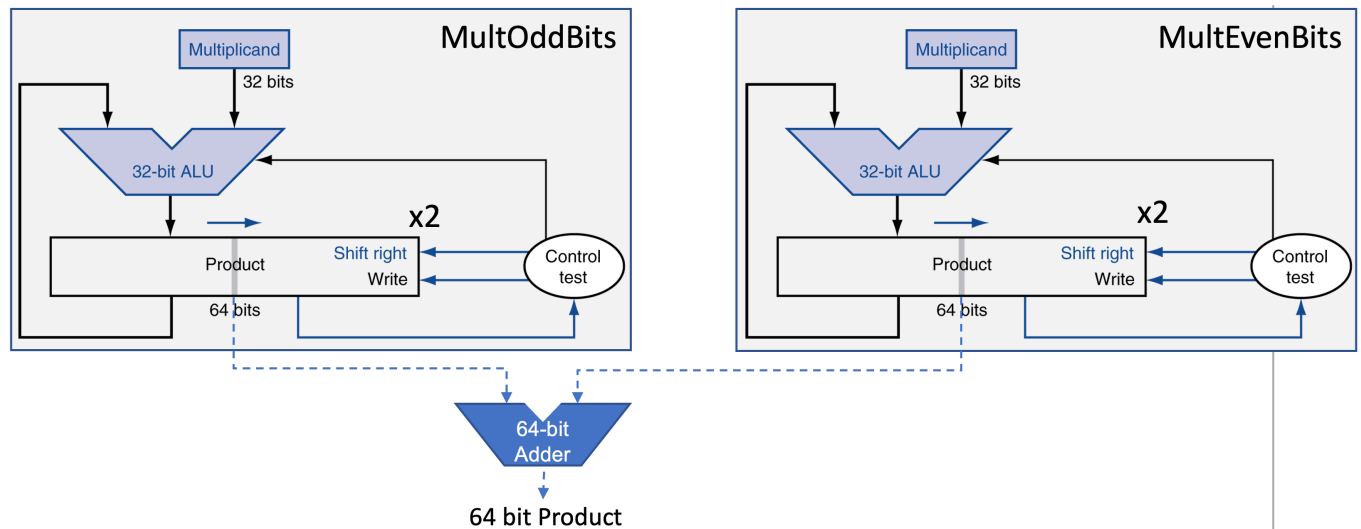 MultOddBits
Multiplicand
32 bits
32-bit ALU
x2
Product
Shift right
Write
64 bits
Control
test
MultEvenBits
Multiplicand
32 bits
32-bit ALU
x2
Product
Shift right
Write
64 bits
Control
test
64-bit
Adder
64 bit Product